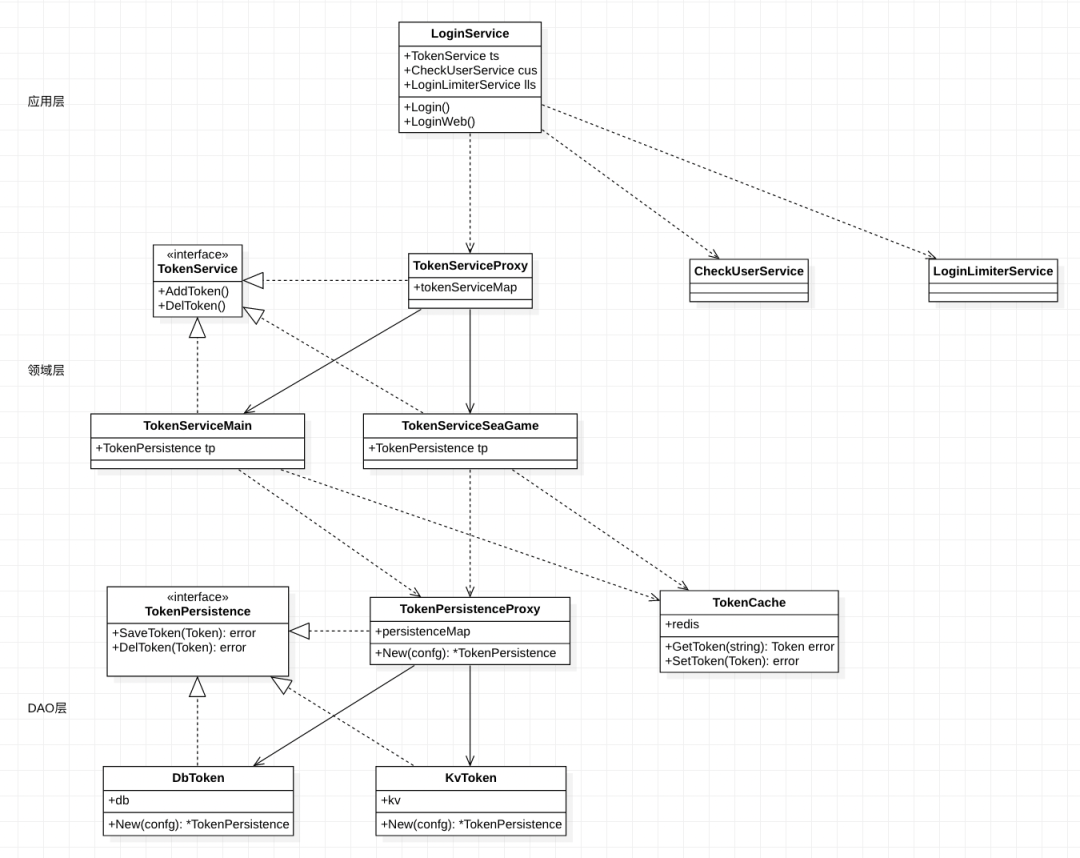 LoginService
+TokenService ts
+CheckUserService cus
+LoginLimiterService lls
+Login()
+LoginWeb()
应用层
«interface»
TokenService
+AddToken()
+DelToken()
TokenServiceProxy
+tokenServiceMap
CheckUserService
LoginLimiterService
领域层
TokenServiceMain
+TokenPersistence tp
TokenServiceSeaGame
+TokenPersistence tp
«interface»
TokenPersistence
+SaveToken(Token): error
+DelToken(Token): error
TokenPersistenceProxy
+persistenceMap
+New(confg): *TokenPersistence
TokenCache
+redis
+GetToken(string): Token error
+SetToken(Token): error
DAO层
DbToken
+db
+New(confg): *TokenPersistence
KvToken
+kv
+New(confg): *TokenPersistence